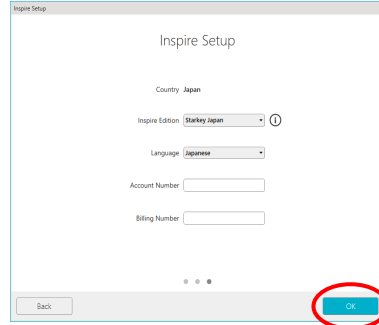 Inspire Setup
Inspire Setup
Country Japan
Inspire Edition Starkey Japan
Language Japanese
Account Number
Billing Number
Back OK